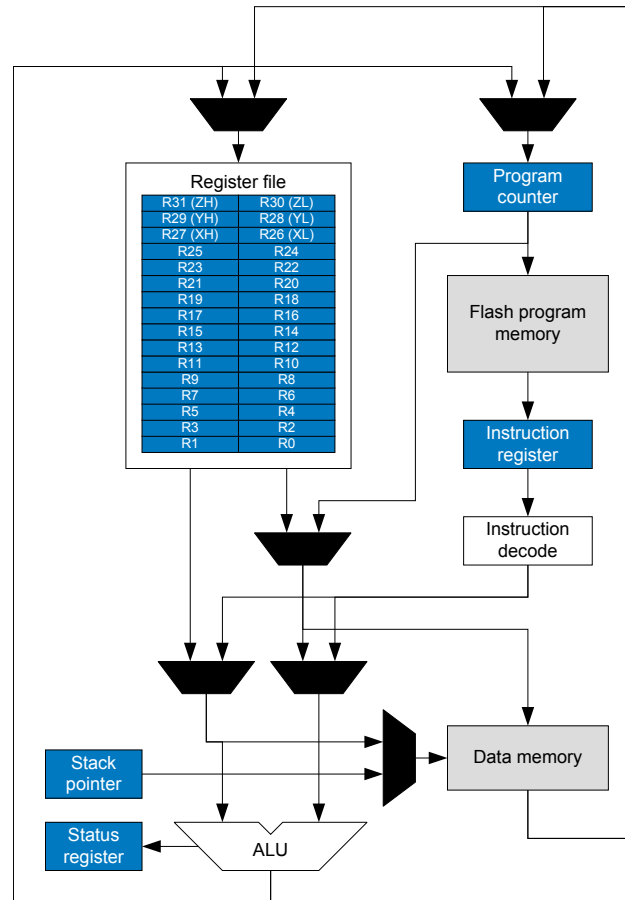 Register file
R31 (ZH) R30 (ZL)
R29 (YH) R28 (YL)
R27 (XH) R26 (XL)
R25 R24
R23 R22
R21 R20
R19 R18
R17 R16
R15 R14
R13 R12
R11 R10
R9 R8
R7 R6
R5 R4
R3 R2
R1 R0
Program
counter
Flash program
memory
Instruction
register
Instruction
decode
Stack
pointer
Data memory
Status
register
ALU